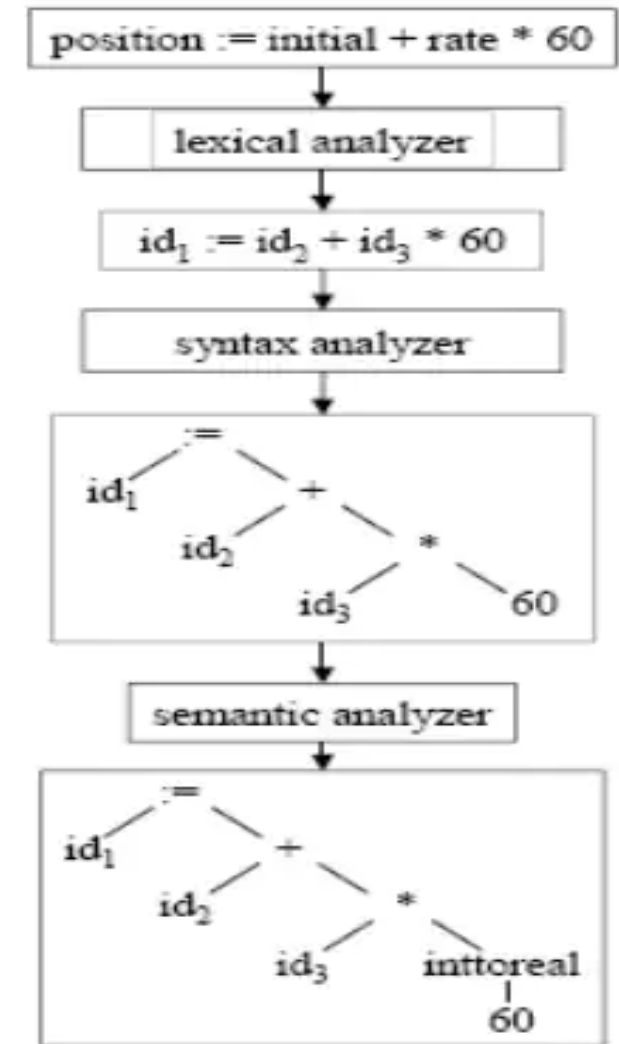 position := initial + rate * 60
lexical analyzer
id₁ := id₂ + id₃ * 60
syntax analyzer
:=
id₁ +
id₂ *
id₃ 60
semantic analyzer
:=
id₁ +
id₂ *
id₃ inttoreal
60